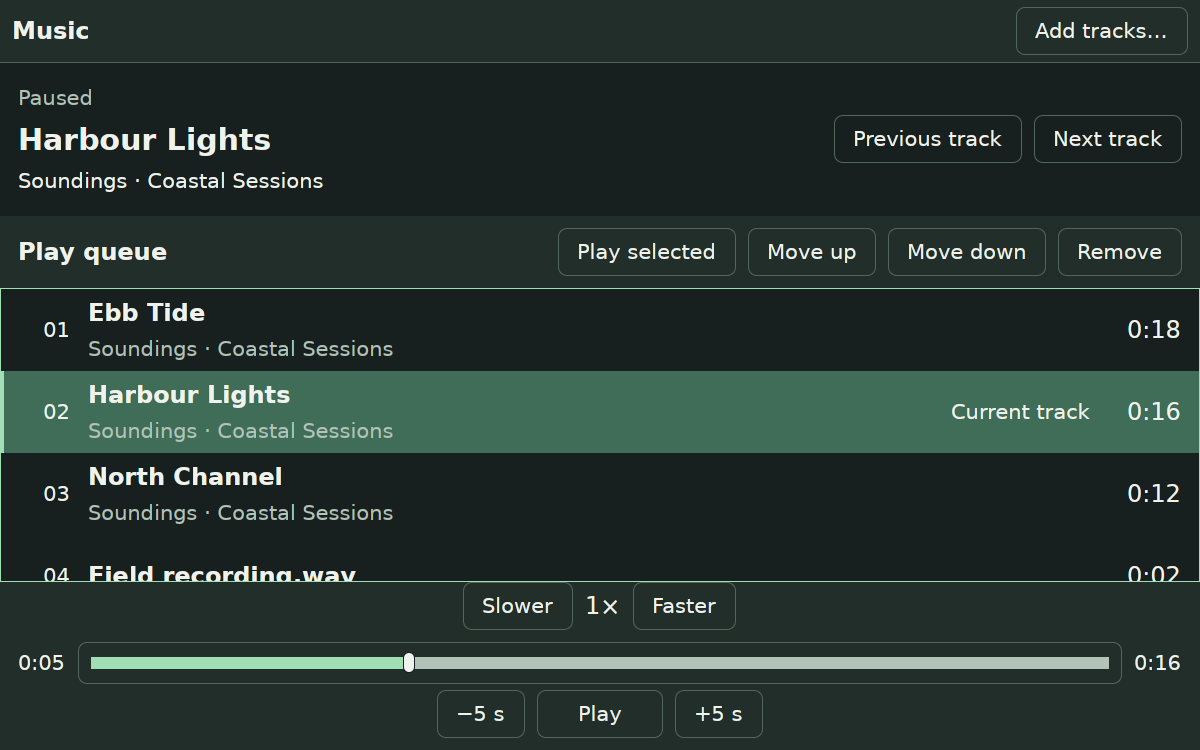 Music
Add tracks...
Paused
Harbour Lights
Soundings · Coastal Sessions
Previous track
Next track
Play queue
Play selected
Move up
Move down
Remove
01
Ebb Tide
Soundings · Coastal Sessions
0:18
02
Harbour Lights
Soundings · Coastal Sessions
Current track
0:16
03
North Channel
Soundings · Coastal Sessions
0:12
04
Field recording.wav
0:02
Slower
1×
Faster
0:05
0:16
−5 s
Play
+5 s